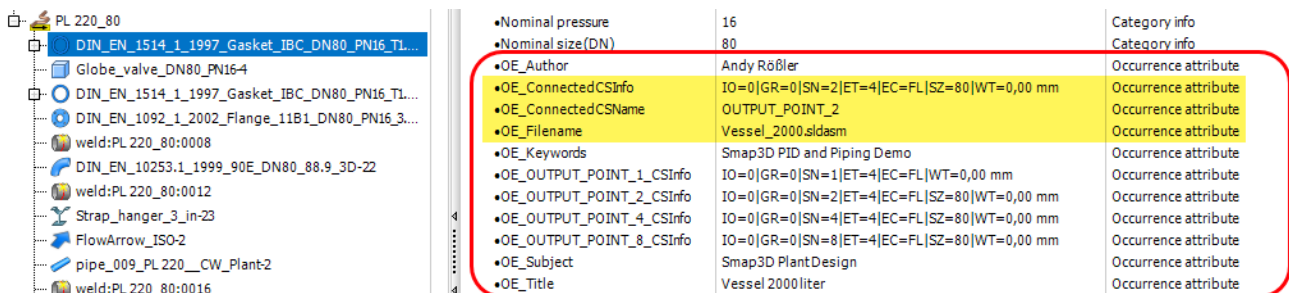 PL 220_80
DIN_EN_1514_1_1997_Gasket_IBC_DN80_PN16_T1....
Globe_valve_DN80_PN16-4
DIN_EN_1514_1_1997_Gasket_IBC_DN80_PN16_T1....
DIN_EN_1092_1_2002_Flange_11B1_DN80_PN16_3....
weld:PL 220_80:0008
DIN_EN_10253.1_1999_90E_DN80_88.9_3D-22
weld:PL 220_80:0012
Strap_hanger_3_in-23
FlowArrow_ISO-2
pipe_009_PL 220__CW_Plant-2
weld:PL 220_80:0016
•Nominal pressure 16 Category info
•Nominal size(DN) 80 Category info
•OE_Author Andy Rößler Occurrence attribute
•OE_ConnectedCSInfo IO=0|GR=0|SN=2|ET=4|EC=FL|SZ=80|WT=0,00 mm Occurrence attribute
•OE_ConnectedCSName OUTPUT_POINT_2 Occurrence attribute
•OE_Filename Vessel_2000.sldasm Occurrence attribute
•OE_Keywords Smap3D PID and Piping Demo Occurrence attribute
•OE_OUTPUT_POINT_1_CSInfo IO=0|GR=0|SN=1|ET=4|EC=FL|WT=0,00 mm Occurrence attribute
•OE_OUTPUT_POINT_2_CSInfo IO=0|GR=0|SN=2|ET=4|EC=FL|SZ=80|WT=0,00 mm Occurrence attribute
•OE_OUTPUT_POINT_4_CSInfo IO=0|GR=0|SN=4|ET=4|EC=FL|SZ=80|WT=0,00 mm Occurrence attribute
•OE_OUTPUT_POINT_8_CSInfo IO=0|GR=0|SN=8|ET=4|EC=FL|SZ=80|WT=0,00 mm Occurrence attribute
•OE_Subject Smap3D PlantDesign Occurrence attribute
•OE_Title Vessel 2000liter Occurrence attribute